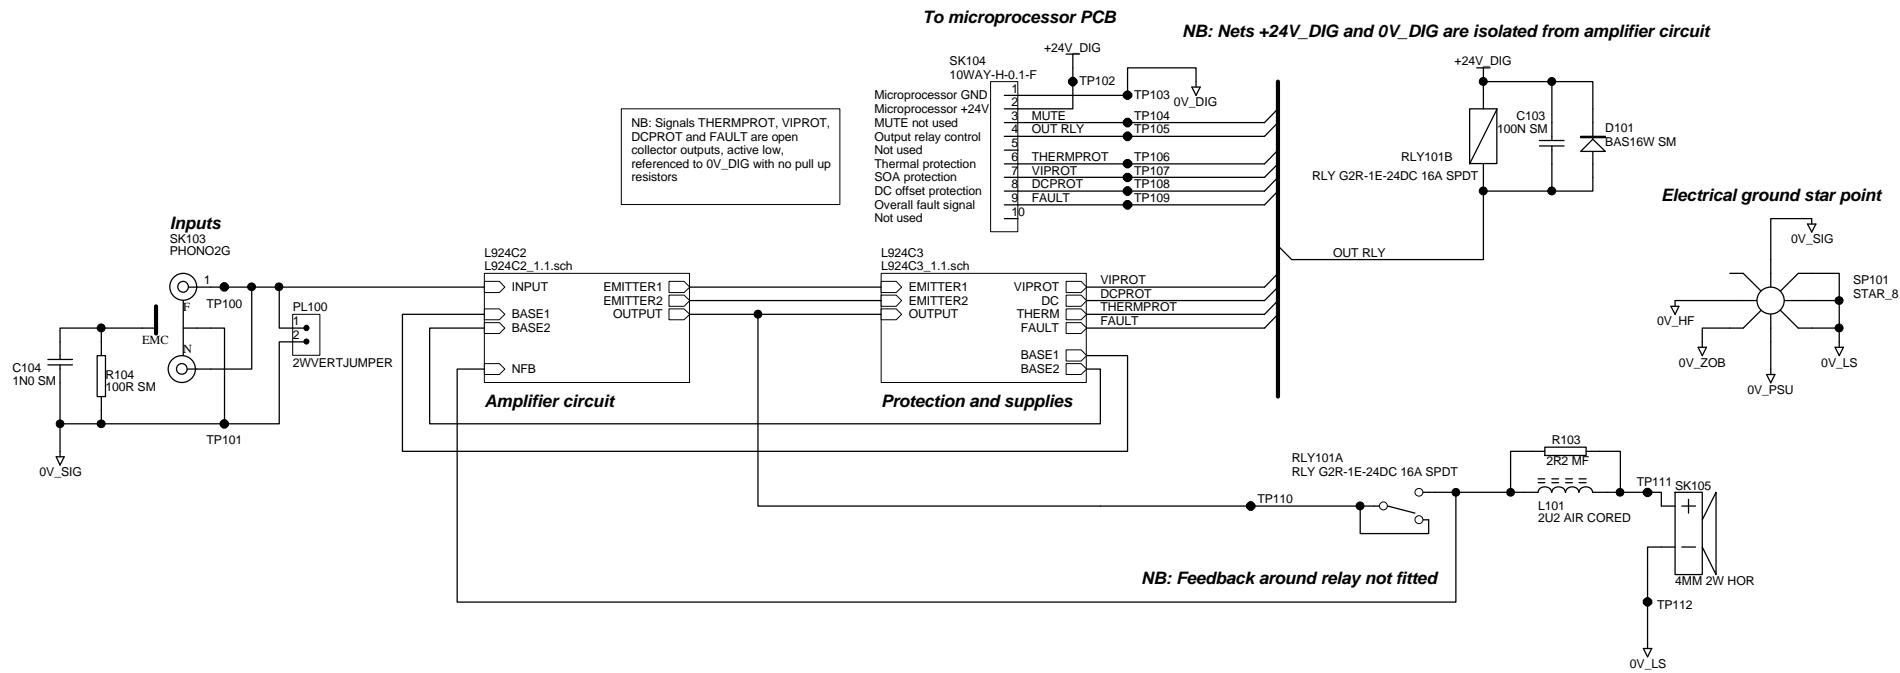 To microprocessor PCB
NB: Nets +24V_DIG and 0V_DIG are isolated from amplifier circuit
+24V_DIG
SK104
10WAY-H-0.1-F
TP102
Microprocessor GND
1
TP103
0V_DIG
Microprocessor +24V
2
MUTE not used
3
MUTE
TP104
Output relay control
4
OUT RLY
TP105
Not used
5
Thermal protection
6
THERMPROT
TP106
SOA protection
7
VIPROT
TP107
DC offset protection
8
DCPROT
TP108
Overall fault signal
9
FAULT
TP109
Not used
10
NB: Signals THERMPROT, VIPROT,
DCPROT and FAULT are open
collector outputs, active low,
referenced to 0V_DIG with no pull up
resistors
+24V_DIG
C103
100N SM
D101
BAS16W SM
RLY101B
RLY G2R-1E-24DC 16A SPDT
OUT RLY
Electrical ground star point
0V_SIG
SP101
STAR_8
0V_HF
0V_ZOB
0V_LS
0V_PSU
Inputs
SK103
PHONO2G
1
TP100
F
N
EMC
PL100
1
2
2WVERTJUMPER
C104
1N0 SM
R104
100R SM
TP101
0V_SIG
L924C2
L924C2_1.1.sch
INPUT
EMITTER1
EMITTER2
OUTPUT
BASE1
BASE2
NFB
Amplifier circuit
L924C3
L924C3_1.1.sch
EMITTER1
EMITTER2
OUTPUT
VIPROT
DC
THERM
FAULT
BASE1
BASE2
VIPROT
DCPROT
THERMPROT
FAULT
Protection and supplies
RLY101A
RLY G2R-1E-24DC 16A SPDT
TP110
R103
2R2 MF
L101
2U2 AIR CORED
TP111
SK105
+
−
4MM 2W HOR
TP112
0V_LS
NB: Feedback around relay not fitted